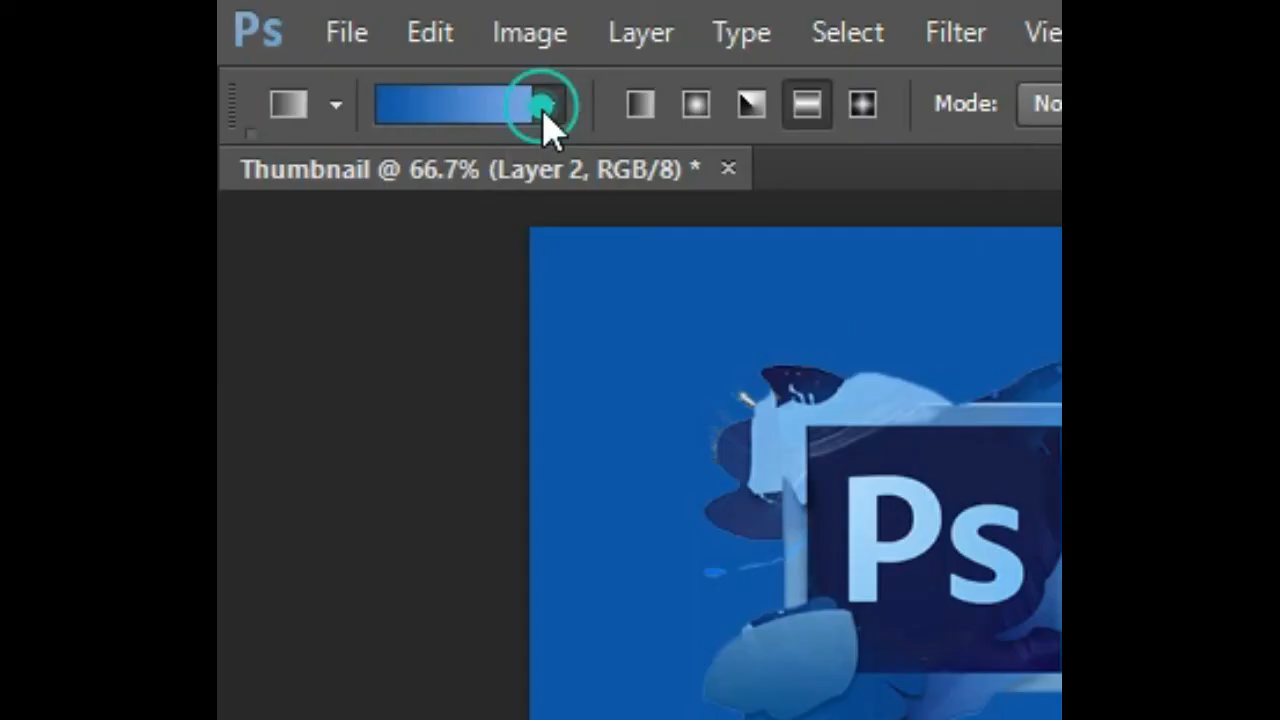 Ps File Edit Image Layer Type Select Filter Vie
Mode: No
Thumbnail @ 66.7% (Layer 2, RGB/8) * ×
Ps